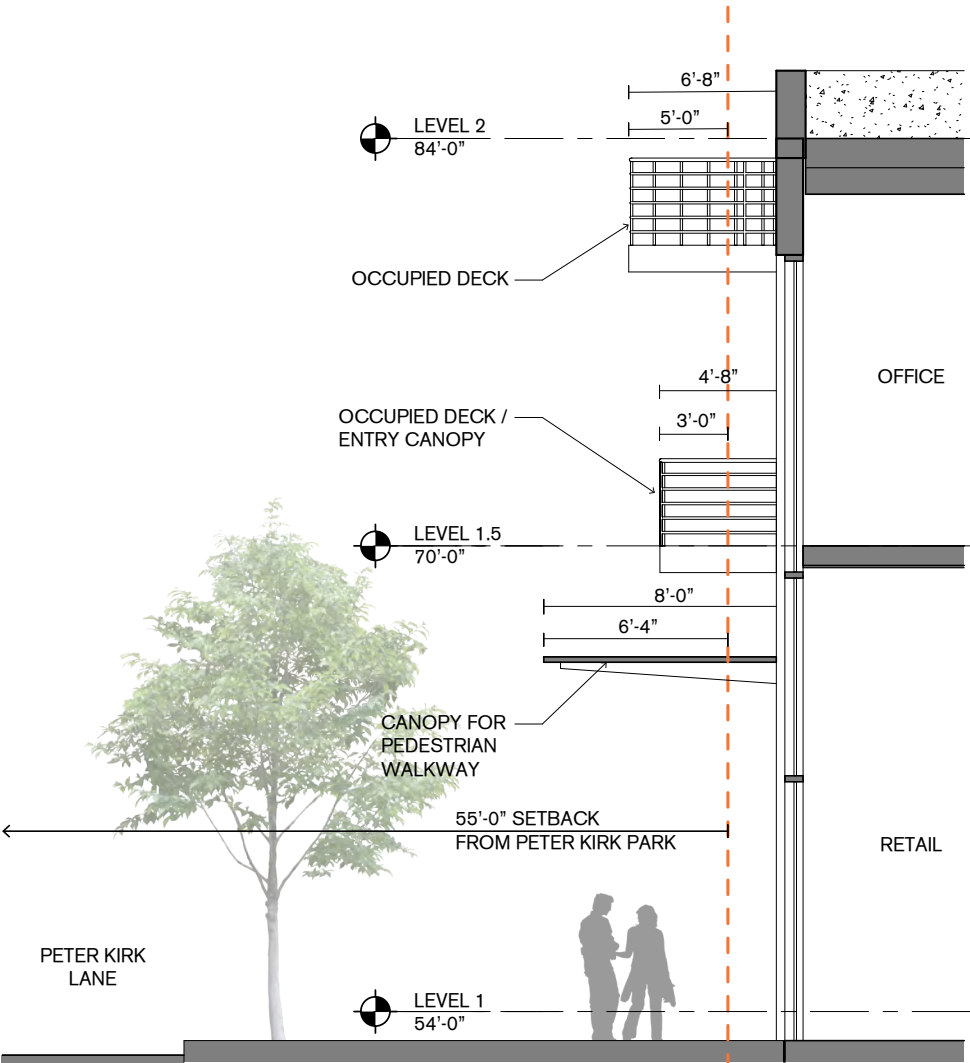 6’-8”
5’-0”
LEVEL 2
84’-0”
OCCUPIED DECK
4’-8”
OFFICE
OCCUPIED DECK /
ENTRY CANOPY
3’-0”
LEVEL 1.5
70’-0”
8’-0”
6’-4”
CANOPY FOR
PEDESTRIAN
WALKWAY
55’-0” SETBACK
FROM PETER KIRK PARK
RETAIL
PETER KIRK
LANE
LEVEL 1
54’-0”